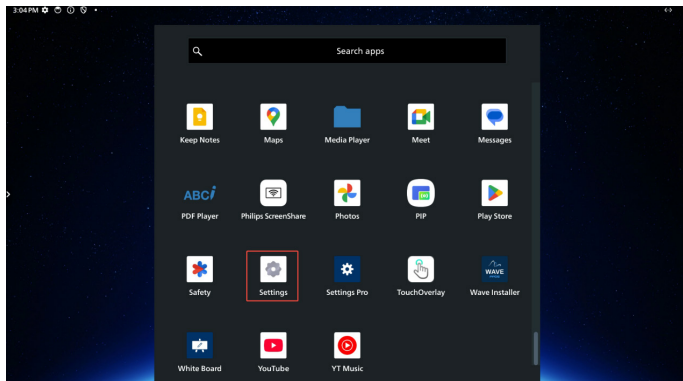 3:04 PM
Search apps
Keep Notes Maps Media Player Meet Messages
ABCi
PDF Player Philips ScreenShare Photos PIP Play Store
WAVE
Safety Settings Settings Pro TouchOverlay Wave Installer
White Board YouTube YT Music